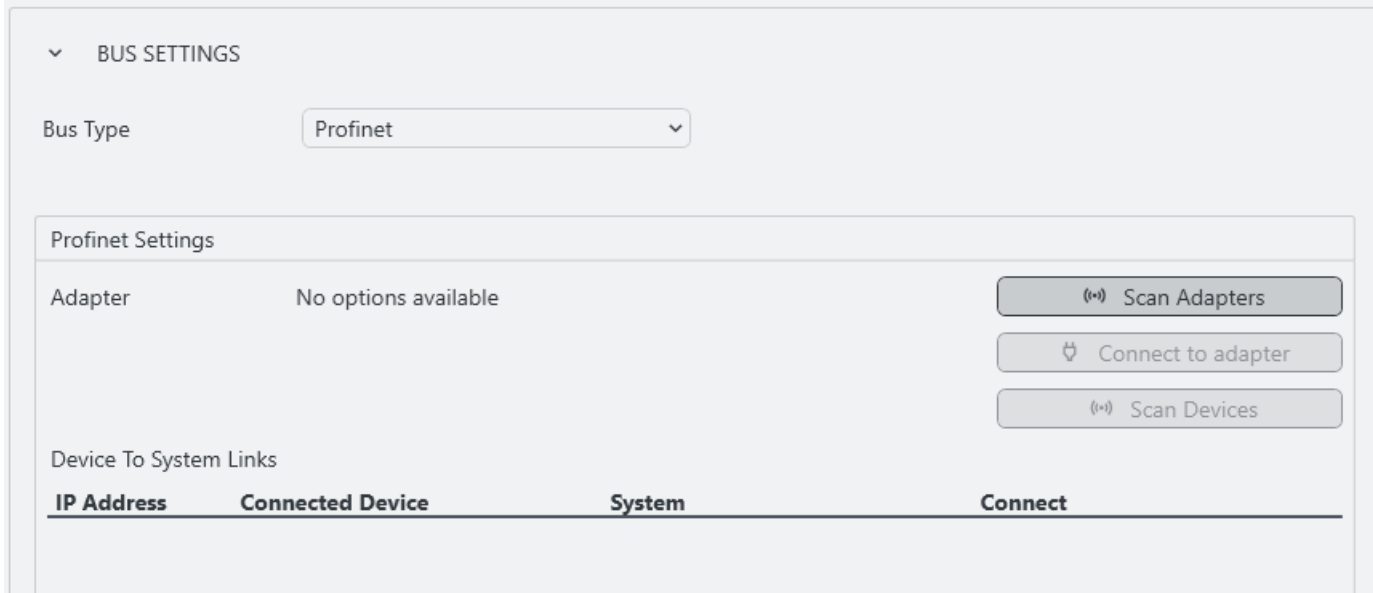 BUS SETTINGS
Bus Type Profinet
Profinet Settings
Adapter No options available Scan Adapters
Connect to adapter
Scan Devices
Device To System Links
IP Address Connected Device System Connect